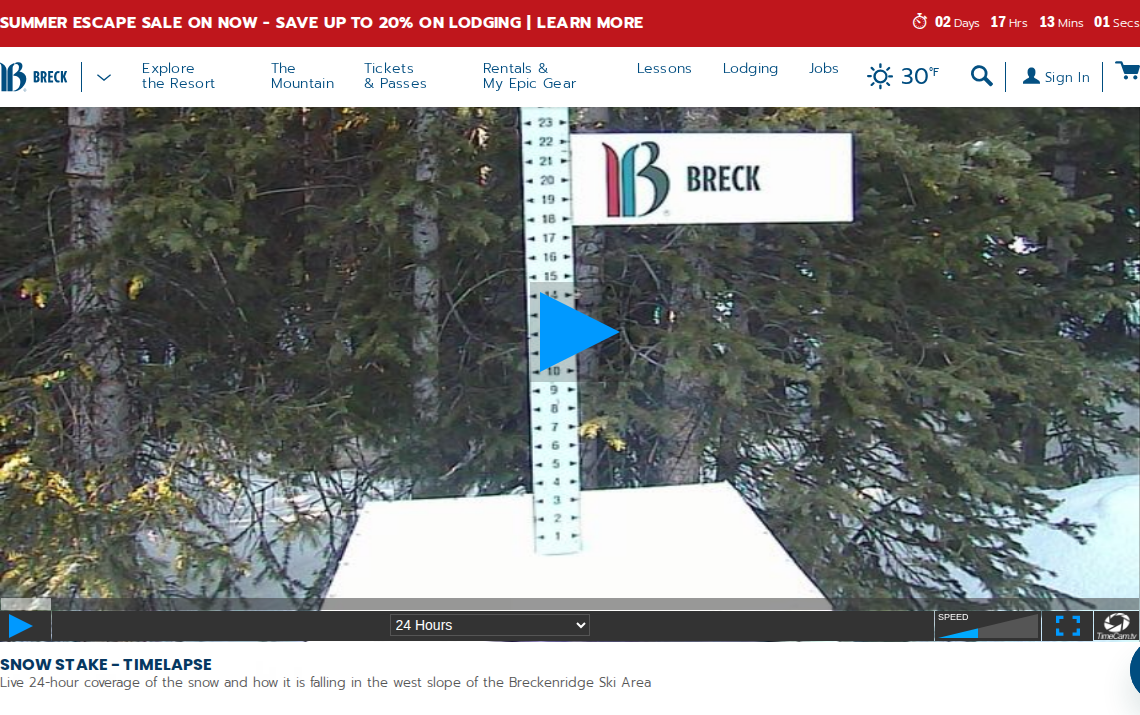 SUMMER ESCAPE SALE ON NOW - SAVE UP TO 20% ON LODGING | LEARN MORE
02 Days 17 Hrs 13 Mins 01 Secs
BRECK
Explore
the Resort
The
Mountain
Tickets
& Passes
Rentals &
My Epic Gear
Lessons
Lodging
Jobs
30°F
Sign In
23
22
21
20
19
18
17
16
15
14
10
9
8
7
6
5
4
3
2
1
B BRECK
24 Hours
SPEED
TimeCam.tv
SNOW STAKE - TIMELAPSE
Live 24-hour coverage of the snow and how it is falling in the west slope of the Breckenridge Ski Area